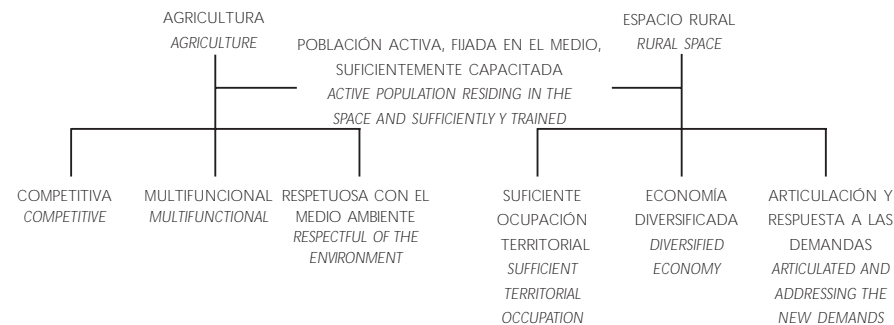 AGRICULTURA
AGRICULTURE
POBLACIÓN ACTIVA, FIJADA EN EL MEDIO,
SUFICIENTEMENTE CAPACITADA
ACTIVE POPULATION RESIDING IN THE
SPACE AND SUFFICIENTLY Y TRAINED
ESPACIO RURAL
RURAL SPACE
COMPETITIVA
COMPETITIVE
MULTIFUNCIONAL
MULTIFUNCTIONAL
RESPETUOSA CON EL
MEDIO AMBIENTE
RESPECTFUL OF THE
ENVIRONMENT
SUFICIENTE
OCUPACIÓN
TERRITORIAL
SUFFICIENT
TERRITORIAL
OCCUPATION
ECONOMÍA
DIVERSIFICADA
DIVERSIFIED
ECONOMY
ARTICULACIÓN Y
RESPUESTA A LAS
DEMANDAS
ARTICULATED AND
ADDRESSING THE
NEW DEMANDS